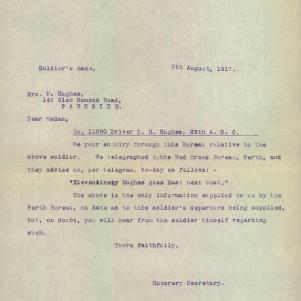 Soldier's name.
8th August, 1917.
Mrs. P. Hughes,
148 Glen Osmond Road,
PARKSIDE.
Dear Madam,
No. 11890 Driver S. H. Hughes, 28th A. S. C.
Re your enquiry through this Bureau relative to the
above soldier. We telegraphed to the Red Cross Bureau, Perth, and
they advise us, per telegram, to-day as follows: -
"Elevenninety Hughes goes East next boat."
The above is the only information supplied to us by the
Perth Bureau, no date as to this soldier's departure being supplied,
but, no doubt, you will hear from the soldier himself regarding
such.
Yours faithfully,
Honorary Secretary.